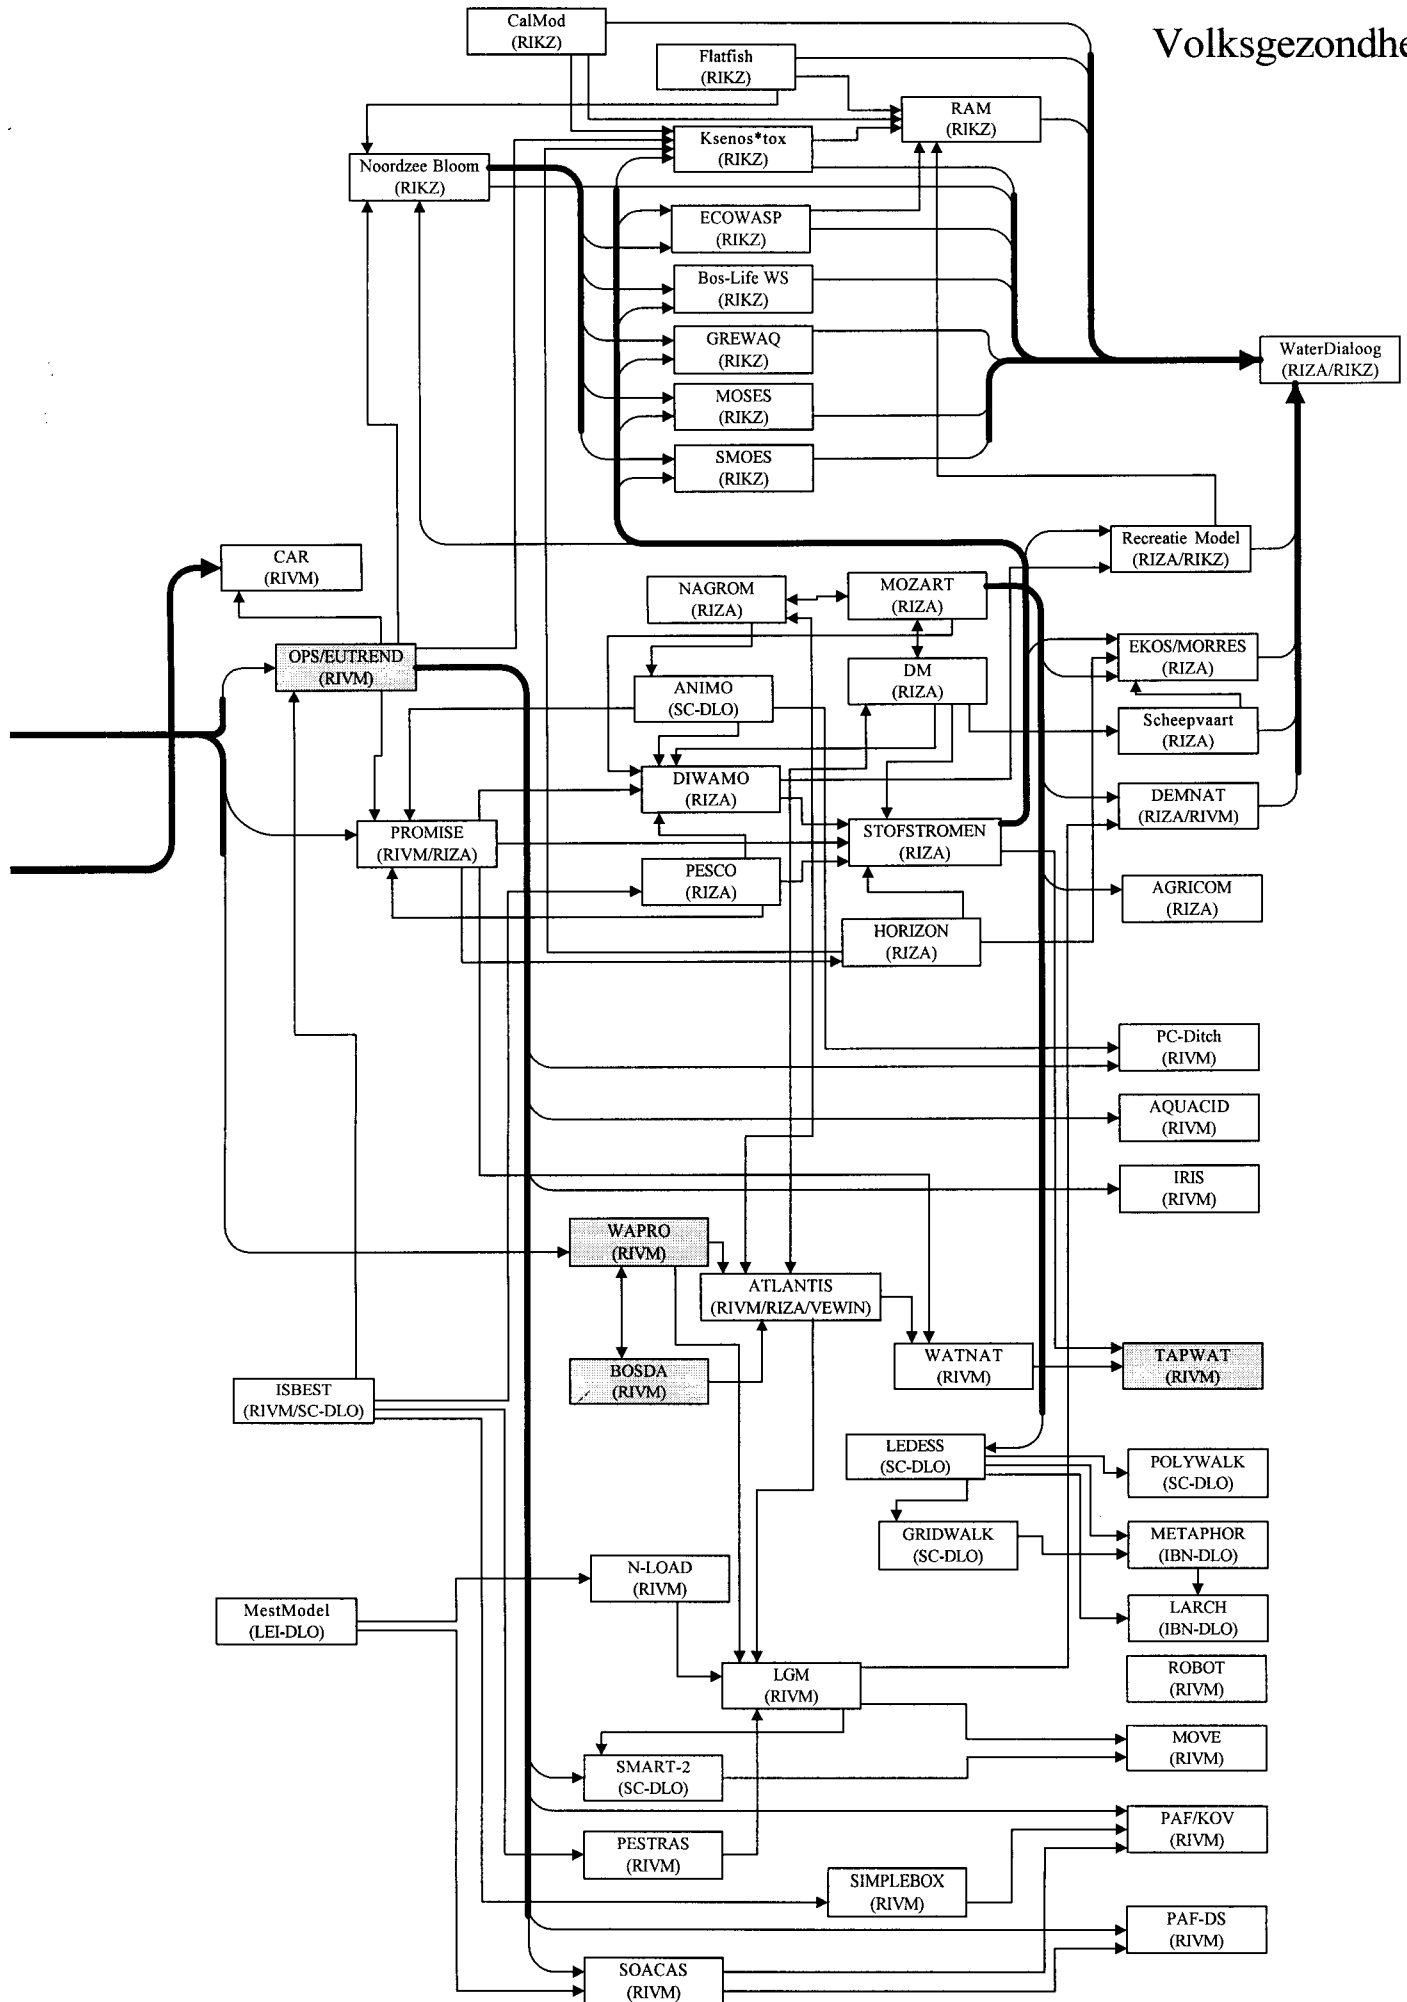 CalMod
(RIKZ)
Volksgezondhe
Flatfish
(RIKZ)
RAM
(RIKZ)
Ksenos*tox
(RIKZ)
Noordzee Bloom
(RIKZ)
ECOWASP
(RIKZ)
Bos-Life WS
(RIKZ)
GREWAQ
(RIKZ)
WaterDialoog
(RIZA/RIKZ)
MOSES
(RIKZ)
SMOES
(RIKZ)
Recreatie Model
(RIZA/RIKZ)
CAR
(RIVM)
NAGROM
(RIZA)
MOZART
(RIZA)
EKOS/MORRES
(RIZA)
OPS/EUTREND
(RIVM)
DM
(RIZA)
ANIMO
(SC-DLO)
Scheepvaart
(RIZA)
DIWAMO
(RIZA)
DEMNAT
(RIZA/RIVM)
PROMISE
(RIVM/RIZA)
STOFSTROMEN
(RIZA)
PESCO
(RIZA)
AGRICOM
(RIZA)
HORIZON
(RIZA)
PC-Ditch
(RIVM)
AQUACID
(RIVM)
IRIS
(RIVM)
WAPRO
(RIVM)
ATLANTIS
(RIVM/RIZA/VEWIN)
WATNAT
(RIVM)
TAPWAT
(RIVM)
BOSDA
(RIVM)
ISBEST
(RIVM/SC-DLO)
LEDESS
(SC-DLO)
POLYWALK
(SC-DLO)
GRIDWALK
(SC-DLO)
METAPHOR
(IBN-DLO)
N-LOAD
(RIVM)
MestModel
(LEI-DLO)
LARCH
(IBN-DLO)
LGM
(RIVM)
ROBOT
(RIVM)
MOVE
(RIVM)
SMART-2
(SC-DLO)
PAF/KOV
(RIVM)
PESTRAS
(RIVM)
SIMPLEBOX
(RIVM)
PAF-DS
(RIVM)
SOACAS
(RIVM)